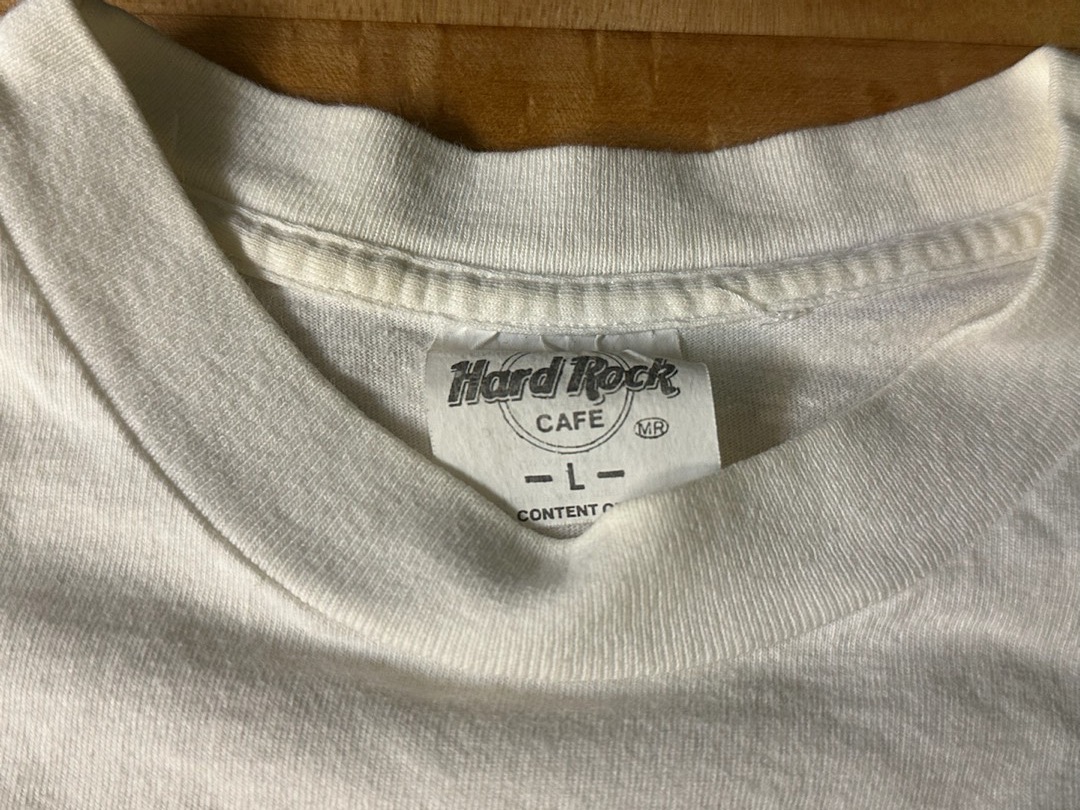 Hard Rock
CAFE
MR
— L —
CONTENT